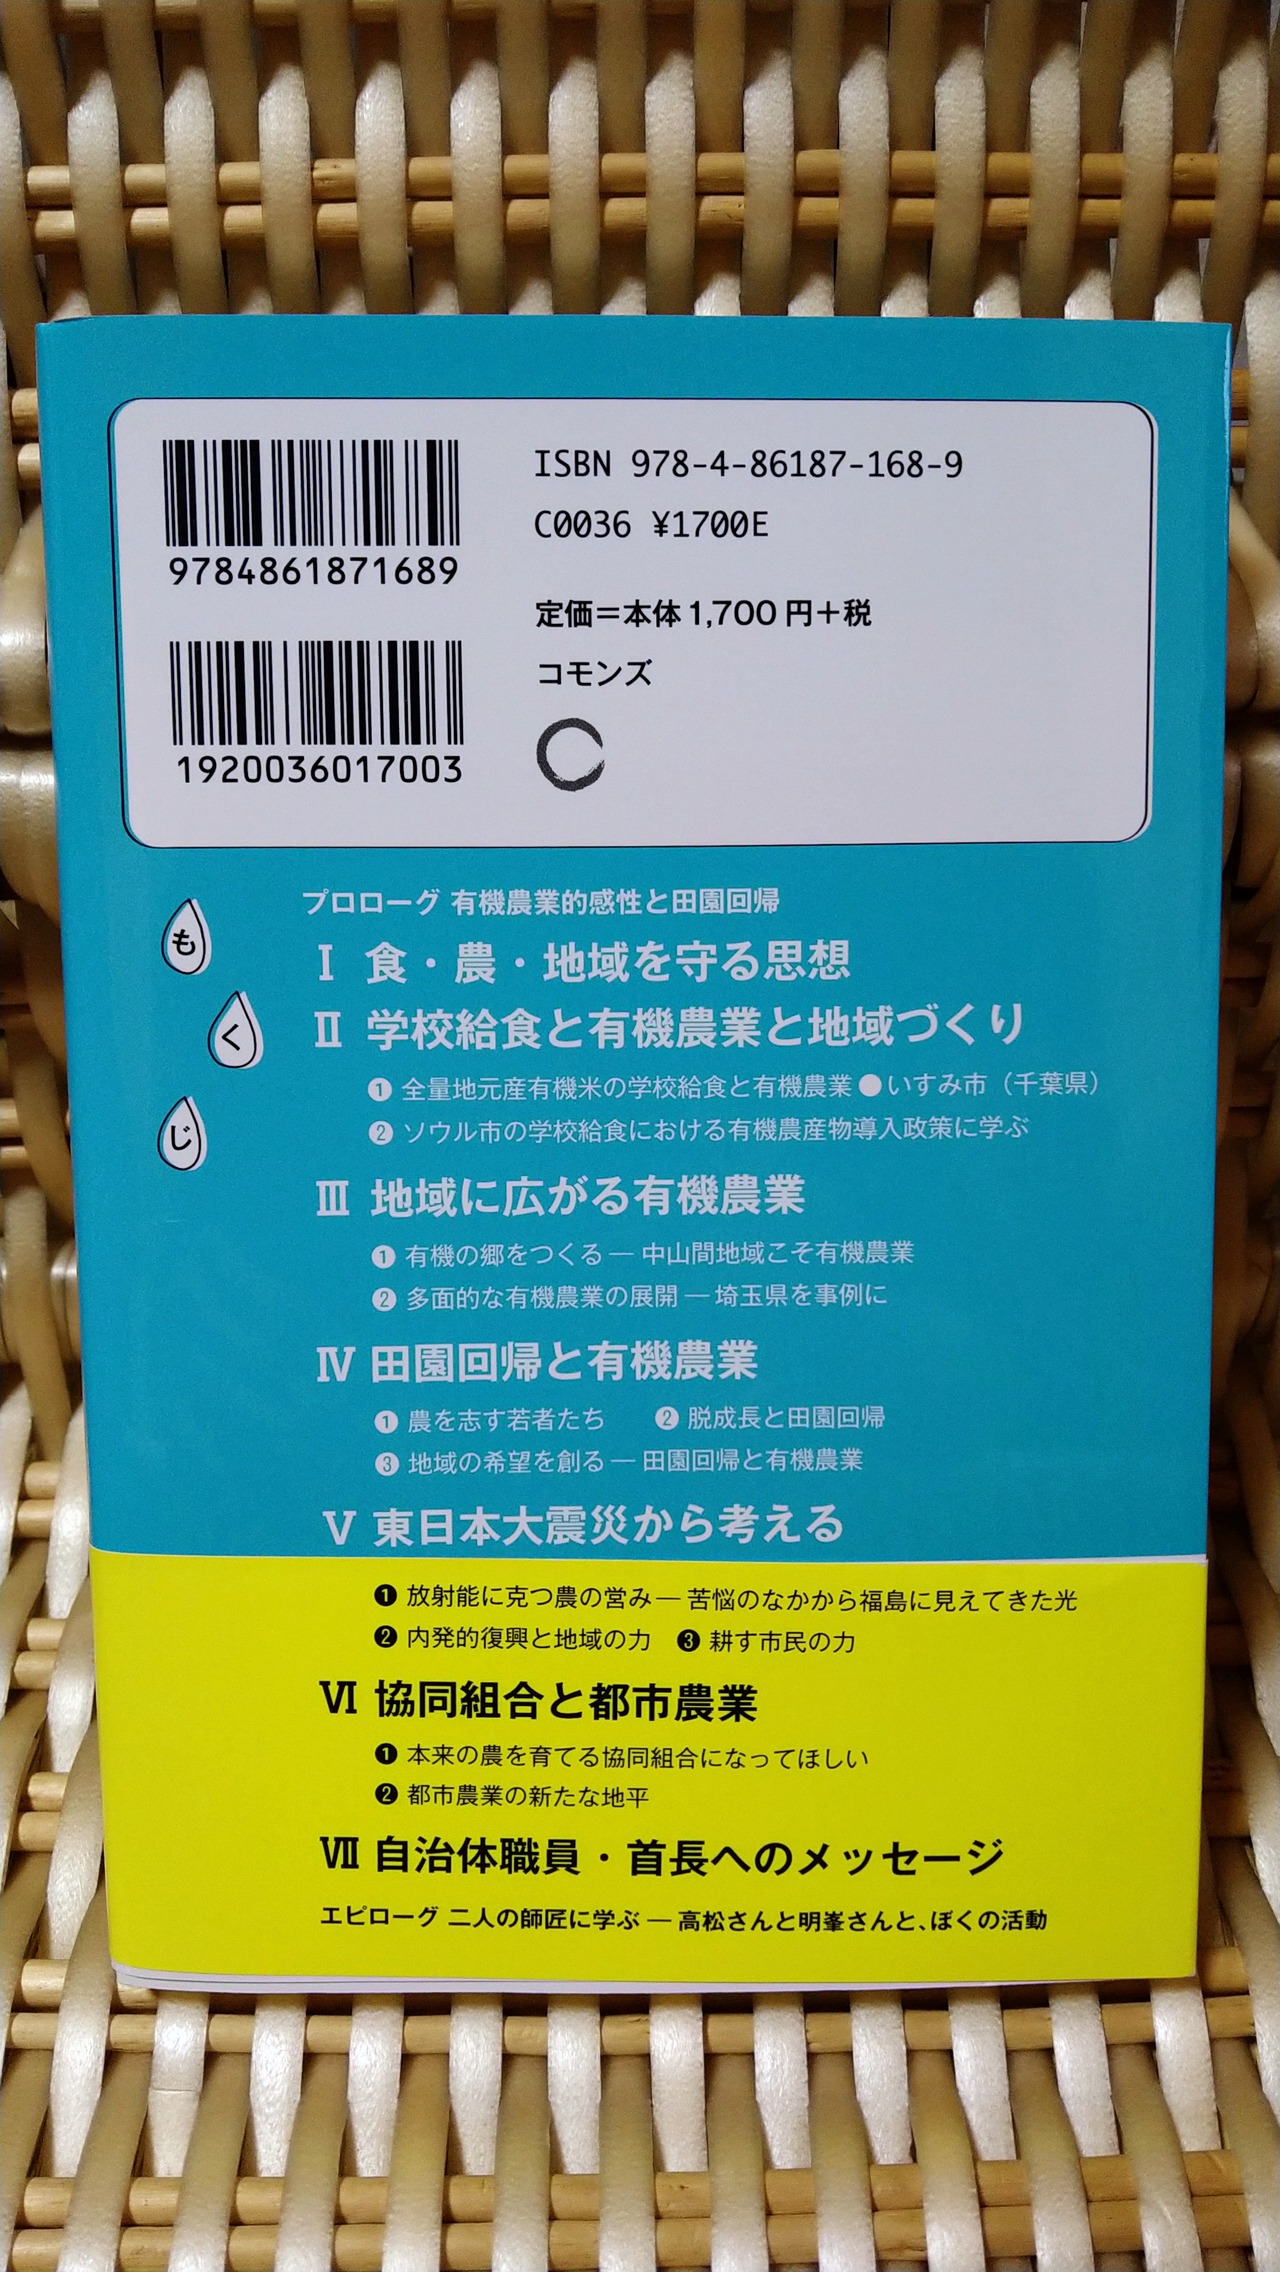 9784861871689
ISBN 978-4-86187-168-9
C0036 ¥1700E
定価＝本体1,700円＋税
コモンズ
1920036017003
もくじ
プロローグ 有機農業的感性と田園回帰
Ⅰ 食・農・地域を守る思想
Ⅱ 学校給食と有機農業と地域づくり
❶ 全量地元産有機米の学校給食と有機農業●いすみ市（千葉県）
❷ ソウル市の学校給食における有機農産物導入政策に学ぶ
Ⅲ 地域に広がる有機農業
❶ 有機の郷をつくる ― 中山間地域こそ有機農業
❷ 多面的な有機農業の展開 ― 埼玉県を事例に
Ⅳ 田園回帰と有機農業
❶ 農を志す若者たち ❷ 脱成長と田園回帰
❸ 地域の希望を創る ― 田園回帰と有機農業
Ⅴ 東日本大震災から考える
❶ 放射能に克つ農の営み ― 苦悩のなかから福島に見えてきた光
❷ 内発的復興と地域の力 ❸ 耕す市民の力
Ⅵ 協同組合と都市農業
❶ 本来の農を育てる協同組合になってほしい
❷ 都市農業の新たな地平
Ⅶ 自治体職員・首長へのメッセージ
エピローグ 二人の師匠に学ぶ ― 高松さんと明峯さんと、ぼくの活動